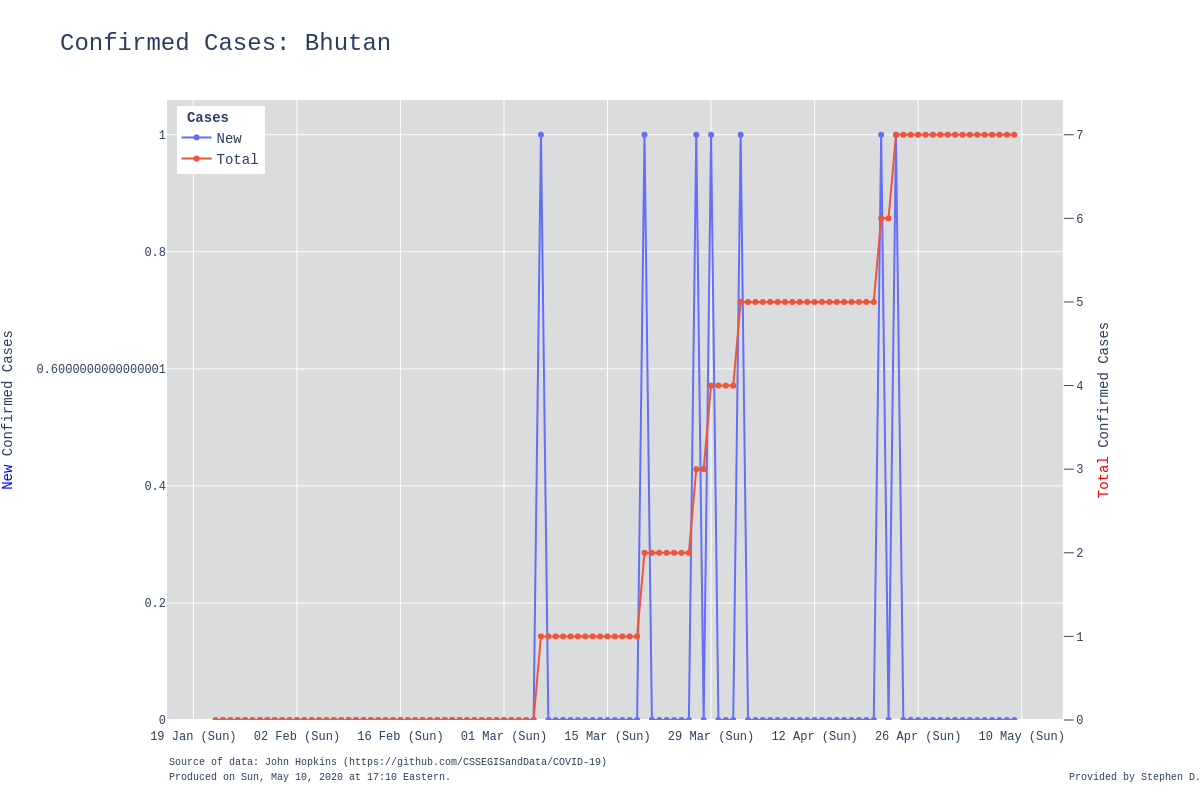 Confirmed Cases: Bhutan
Cases
New
Total
1
0.8
0.6000000000000001
0.4
0.2
0
7
6
5
4
3
2
1
0
New Confirmed Cases
Total Confirmed Cases
19 Jan (Sun) 02 Feb (Sun) 16 Feb (Sun) 01 Mar (Sun) 15 Mar (Sun) 29 Mar (Sun) 12 Apr (Sun) 26 Apr (Sun) 10 May (Sun)
Source of data: John Hopkins (https://github.com/CSSEGISandData/COVID-19)
Produced on Sun, May 10, 2020 at 17:10 Eastern.
Provided by Stephen D.